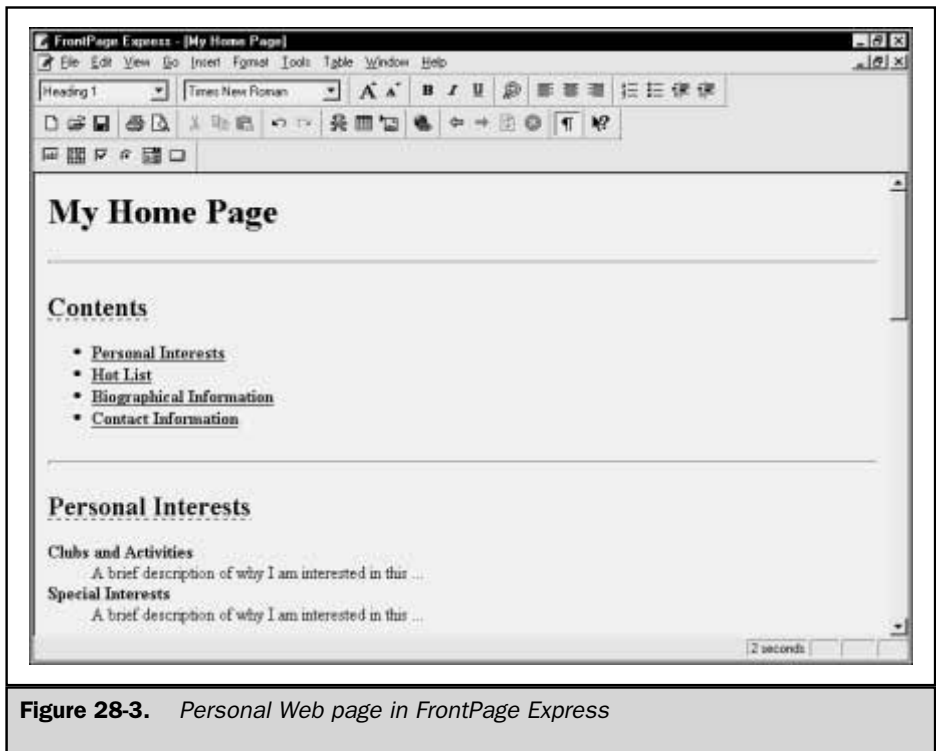 FrontPage Express - [My Home Page]
File Edit View Go Insert Format Tools Table Window Help
Heading 1 Times New Roman A A B I U
My Home Page
Contents
• Personal Interests
• Hot List
• Biographical Information
• Contact Information
Personal Interests
Clubs and Activities
A brief description of why I am interested in this ...
Special Interests
A brief description of why I am interested in this ...
2 seconds
Figure 28-3. Personal Web page in FrontPage Express